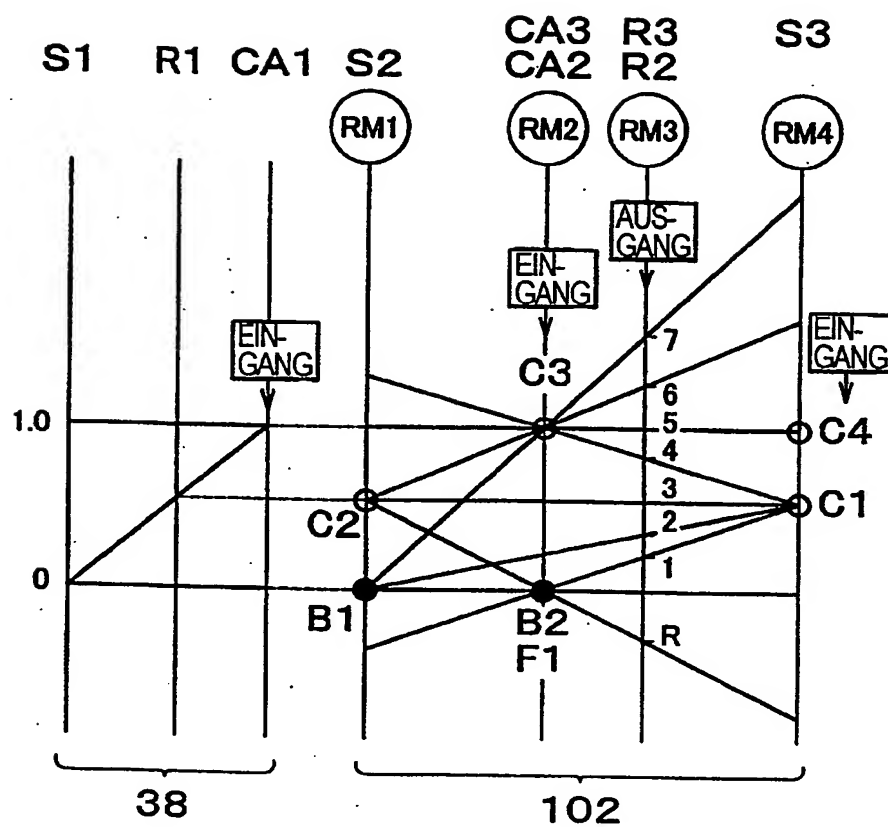 CA3 R3 S3
S1 R1 CA1 S2 CA2 R2
RM1 RM2 RM3 RM4
AUS-
GANG
EIN-
GANG
EIN-
GANG
EIN-
GANG
7
C3
6
1.0
5
C4
4
3
C1
C2
2
0
1
B1
B2
R
F1
38
102